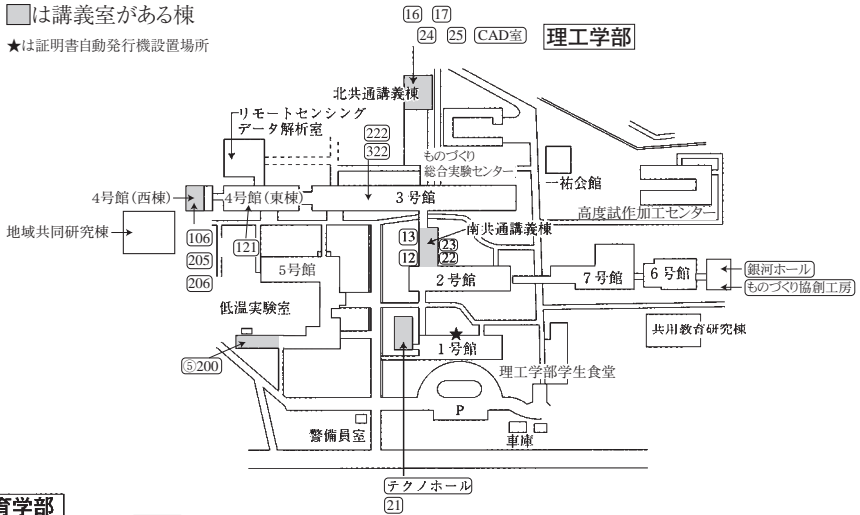 は講義室がある棟
★は証明書自動発行機設置場所
16 17
24 25 CAD室
理工学部
北共通講義棟
リモートセンシング
データ解析室
222
322
ものづくり
総合実験センター
一祐会館
4号館(西棟)
4号館(東棟)
3号館
高度試作加工センター
地域共同研究棟
106
205
206
121
13
12
南共通講義棟
23
22
5号館
2号館
7号館
6号館
銀河ホール
ものづくり協創工房
低温実験室
⑤200
1号館
共用教育研究棟
理工学部学生食堂
P
警備員室
車庫
テクノホール
21
育学部